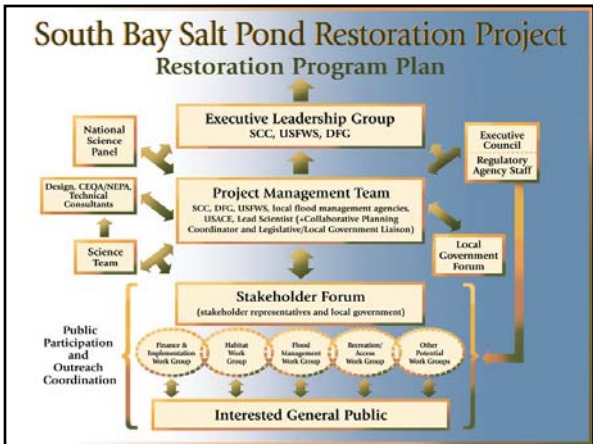 South Bay Salt Pond Restoration Project
Restoration Program Plan
Executive Leadership Group
SCC, USFWS, DFG
National
Science
Panel
Executive
Council
Regulatory
Agency Staff
Design, CEQA/NEPA,
Technical
Consultants
Project Management Team
SCC, DFG, USFWS, local flood management agencies,
USACE, Lead Scientist (+Collaborative Planning
Coordinator and Legislative/Local Government Liaison)
Science
Team
Local
Government
Forum
Stakeholder Forum
(stakeholder representatives and local government)
Public
Participation
and
Outreach
Coordination
Finance &
Implementation
Work Group
Habitat
Work
Group
Flood
Management
Work Group
Recreation/
Access
Work Group
Other
Potential
Work Groups
Interested General Public